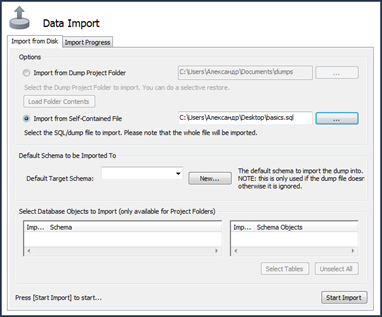 Data Import
Import from Disk Import Progress
Options
Import from Dump Project Folder C:\Users\Александр\Documents\dumps ...
Select the Dump Project Folder to import. You can do a selective restore.
Load Folder Contents
Import from Self-Contained File C:\Users\Александр\Desktop\basics.sql ...
Select the SQL/dump file to import. Please note that the whole file will be imported.
Default Schema to be Imported To
Default Target Schema: New... The default schema to import the dump into.
NOTE: this is only used if the dump file doesn
otherwise it is ignored.
Select Database Objects to Import (only available for Project Folders)
Imp... Schema Imp... Schema Objects
Select Tables Unselect All
Press [Start Import] to start... Start Import